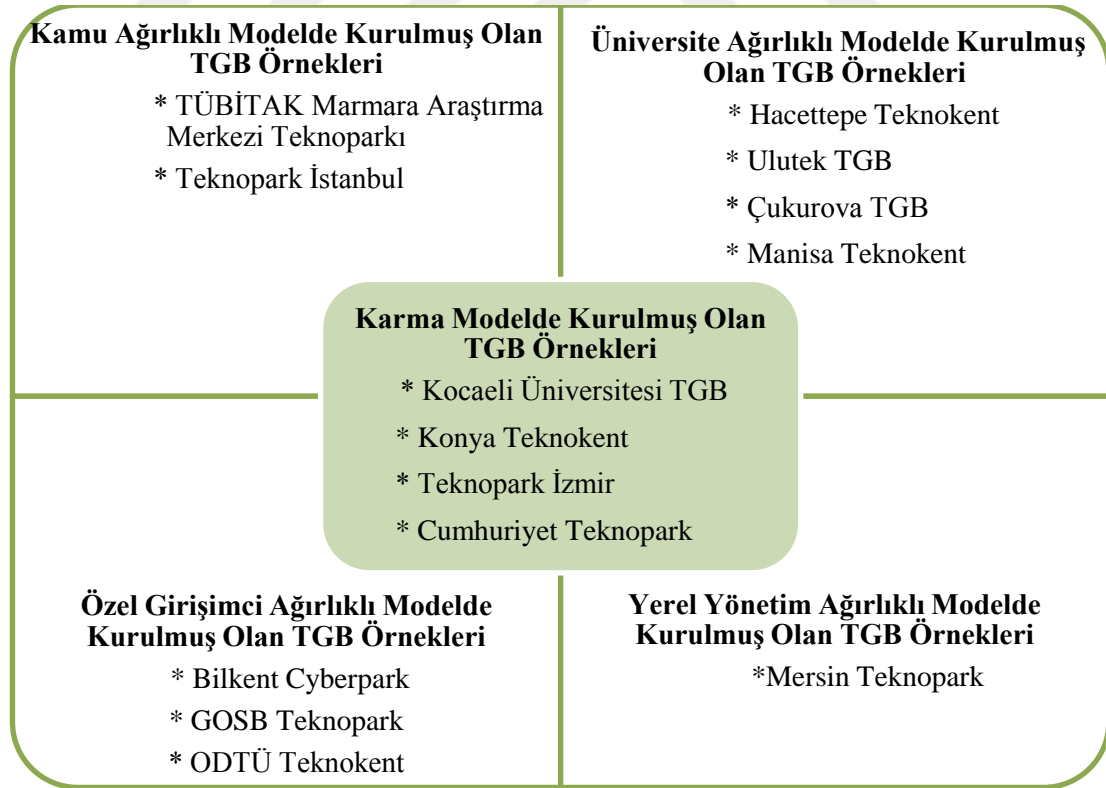 Kamu Ağırlıklı Modelde Kurulmuş Olan
TGB Örnekleri
* TÜBİTAK Marmara Araştırma
Merkezi Teknoparkı
* Teknopark İstanbul
Üniversite Ağırlıklı Modelde Kurulmuş
Olan TGB Örnekleri
* Hacettepe Teknokent
* Ulutek TGB
* Çukurova TGB
* Manisa Teknokent
Karma Modelde Kurulmuş Olan
TGB Örnekleri
* Kocaeli Üniversitesi TGB
* Konya Teknokent
* Teknopark İzmir
* Cumhuriyet Teknopark
Özel Girişimci Ağırlıklı Modelde
Kurulmuş Olan TGB Örnekleri
* Bilkent Cyberpark
* GOSB Teknopark
* ODTÜ Teknokent
Yerel Yönetim Ağırlıklı Modelde
Kurulmuş Olan TGB Örnekleri
*Mersin Teknopark